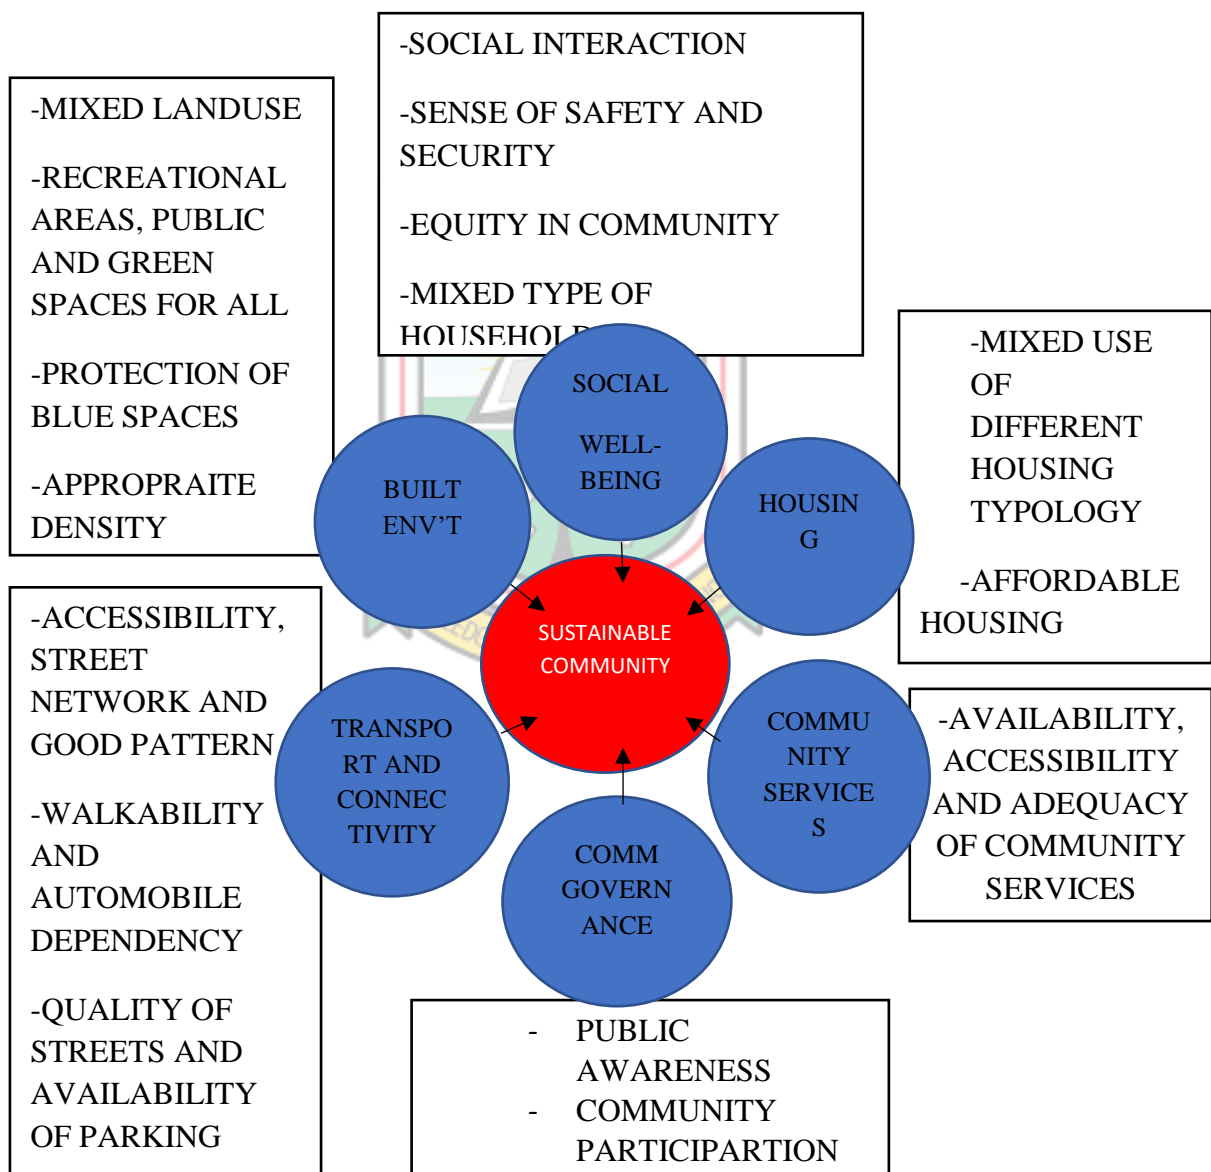 -SOCIAL INTERACTION
-SENSE OF SAFETY AND
SECURITY
-EQUITY IN COMMUNITY
-MIXED TYPE OF
HOUSEHOLD
-MIXED LANDUSE
-RECREATIONAL
AREAS, PUBLIC
AND GREEN
SPACES FOR ALL
-PROTECTION OF
BLUE SPACES
-APPROPRAITE
DENSITY
-MIXED USE
OF
DIFFERENT
HOUSING
TYPOLOGY
-AFFORDABLE
HOUSING
SOCIAL
WELL-
BEING
BUILT
ENV’T
HOUSIN
G
SUSTAINABLE
COMMUNITY
-ACCESSIBILITY,
STREET
NETWORK AND
GOOD PATTERN
-WALKABILITY
AND
AUTOMOBILE
DEPENDENCY
-QUALITY OF
STREETS AND
AVAILABILITY
OF PARKING
TRANSPO
RT AND
CONNEC
TIVITY
COMMU
NITY
SERVICE
S
-AVAILABILITY,
ACCESSIBILITY
AND ADEQUACY
OF COMMUNITY
SERVICES
COMM
GOVERN
ANCE
- PUBLIC
AWARENESS
- COMMUNITY
PARTICIPARTION